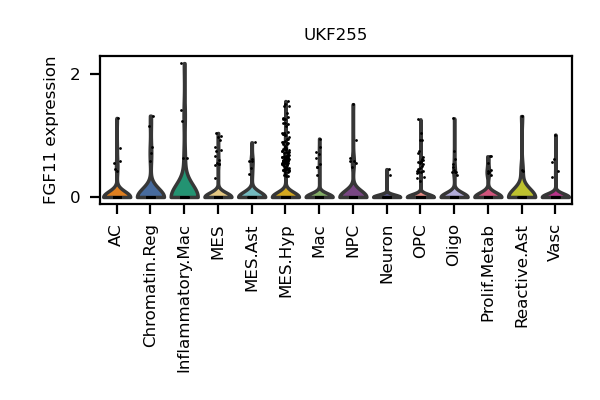 UKF255
FGF11 expression
2
0
AC
Chromatin.Reg
Inflammatory.Mac
MES
MES.Ast
MES.Hyp
Mac
NPC
Neuron
OPC
Oligo
Prolif.Metab
Reactive.Ast
Vasc